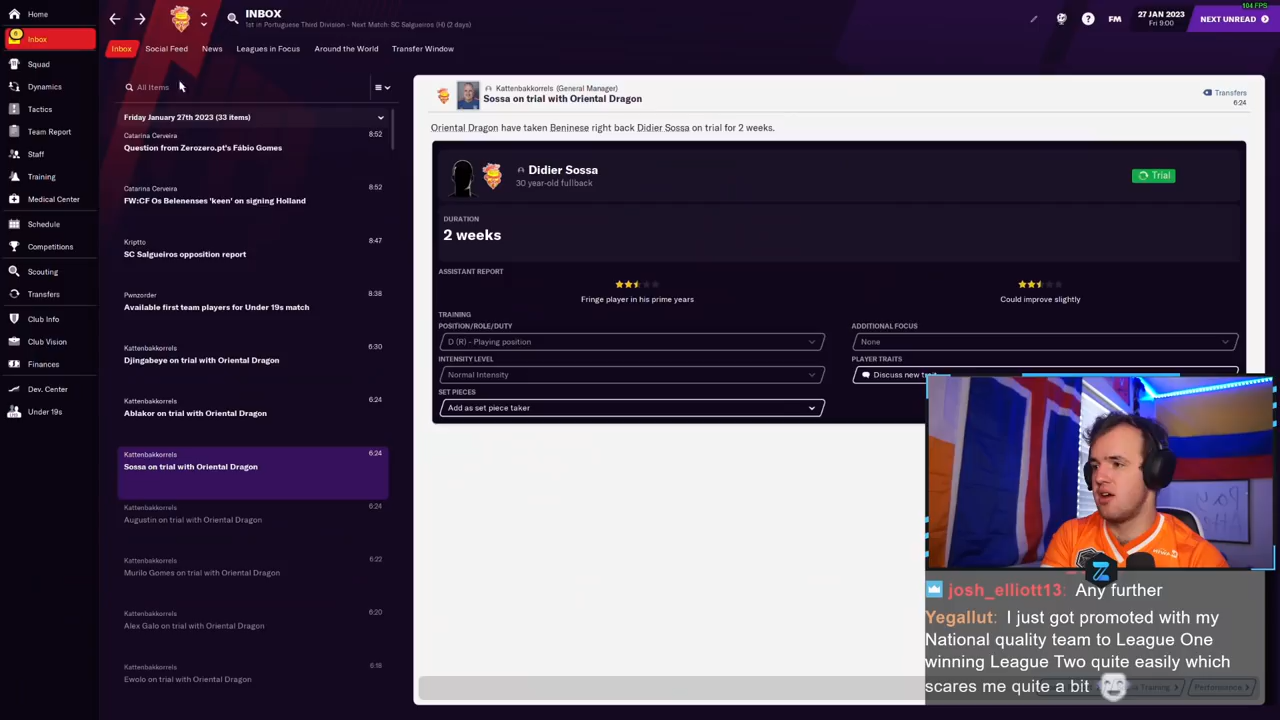 104 FPS
Home
6
Inbox
Squad
Dynamics
Tactics
Team Report
Staff
Training
Medical Center
Schedule
Competitions
Scouting
Transfers
Club Info
Club Vision
Finances
Dev. Center
Under 19s
INBOX
1st in Portuguese Third Division - Next Match: SC Salgueiros (H) (2 days)
FM
27 JAN 2023
Fri 9:00
NEXT UNREAD
Inbox
Social Feed
News
Leagues in Focus
Around the World
Transfer Window
All Items
Friday January 27th 2023 (33 items)
Catarina Cerveira 8:52
Question from Zerozero.pt's Fábio Gomes
Catarina Cerveira 8:52
FW:CF Os Belenenses 'keen' on signing Holland
Kriptto 8:47
SC Salgueiros opposition report
Pwnzorder 8:38
Available first team players for Under 19s match
Kattenbakkorrels 6:30
Djingabeye on trial with Oriental Dragon
Kattenbakkorrels 6:24
Ablakor on trial with Oriental Dragon
Kattenbakkorrels 6:24
Sossa on trial with Oriental Dragon
Kattenbakkorrels 6:24
Augustin on trial with Oriental Dragon
Kattenbakkorrels 6:22
Murilo Gomes on trial with Oriental Dragon
Kattenbakkorrels 6:20
Alex Galo on trial with Oriental Dragon
Kattenbakkorrels 6:18
Ewolo on trial with Oriental Dragon
Kattenbakkorrels (General Manager)
Sossa on trial with Oriental Dragon
Transfers
6:24
Oriental Dragon have taken Beninese right back Didier Sossa on trial for 2 weeks.
Didier Sossa
30 year-old fullback
Trial
DURATION
2 weeks
ASSISTANT REPORT
Fringe player in his prime years
Could improve slightly
TRAINING
POSITION/ROLE/DUTY
D (R) - Playing position
ADDITIONAL FOCUS
None
INTENSITY LEVEL
Normal Intensity
PLAYER TRAITS
Discuss new trait
SET PIECES
Add as set piece taker
josh_elliott13: Any further
Yegallut: I just got promoted with my
National quality team to League One
winning League Two quite easily which
scares me quite a bit
Training